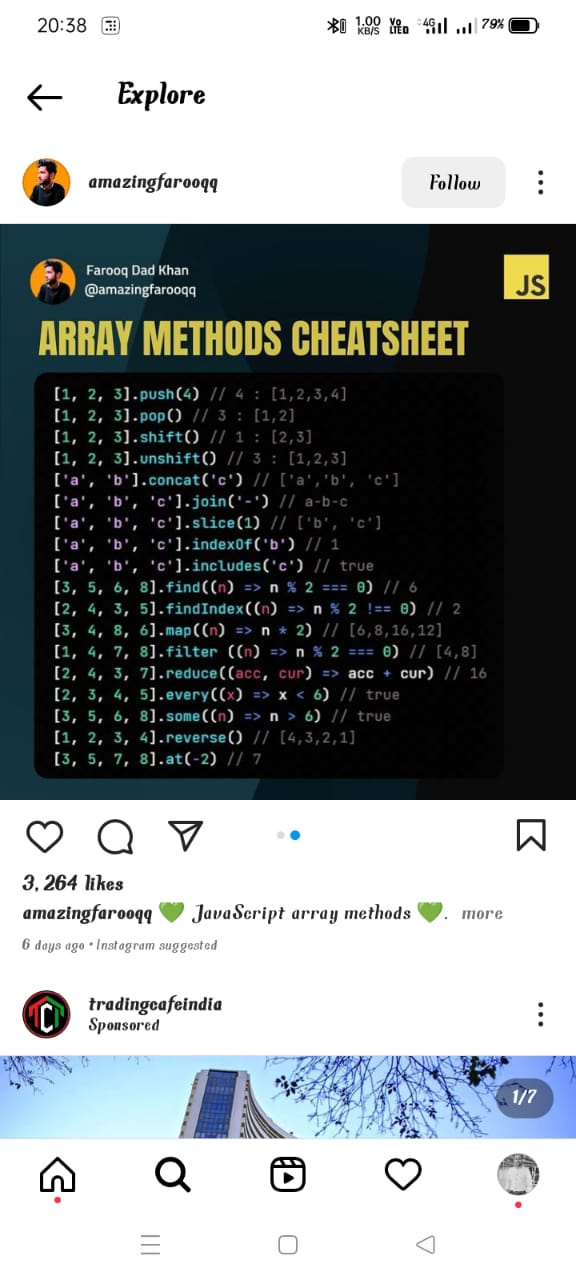 20:38 1.00 KB/S Vo LTED 4G 79%
Explore
amazingfarooqq Follow
Farooq Dad Khan
@amazingfarooqq
JS
ARRAY METHODS CHEATSHEET
[1, 2, 3].push(4) // 4 : [1,2,3,4]
[1, 2, 3].pop() // 3 : [1,2]
[1, 2, 3].shift() // 1 : [2,3]
[1, 2, 3].unshift() // 3 : [1,2,3]
['a', 'b'].concat('c') // ['a','b', 'c']
['a', 'b', 'c'].join('-') // a-b-c
['a', 'b', 'c'].slice(1) // ['b', 'c']
['a', 'b', 'c'].indexOf('b') // 1
['a', 'b', 'c'].includes('c') // true
[3, 5, 6, 8].find((n) => n % 2 === 0) // 6
[2, 4, 3, 5].findIndex((n) => n % 2 !== 0) // 2
[3, 4, 8, 6].map((n) => n * 2) // [6,8,16,12]
[1, 4, 7, 8].filter ((n) => n % 2 === 0) // [4,8]
[2, 4, 3, 7].reduce((acc, cur) => acc + cur) // 16
[2, 3, 4, 5].every((x) => x < 6) // true
[3, 5, 6, 8].some((n) => n > 6) // true
[1, 2, 3, 4].reverse() // [4,3,2,1]
[3, 5, 7, 8].at(-2) // 7
3,264 likes
amazingfarooqq 💚 JavaScript array methods 💚. more
6 days ago • Instagram suggested
tradingcafeindia
Sponsored
1/7